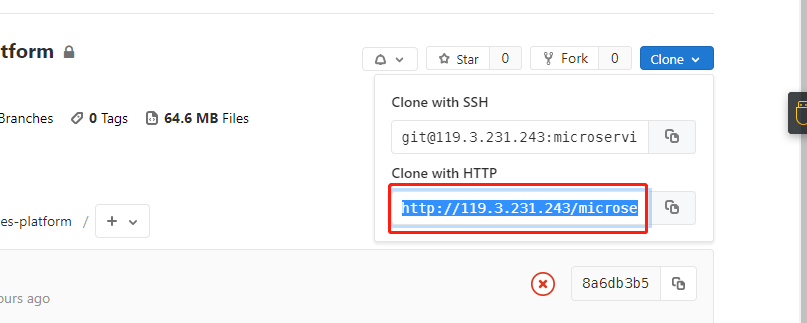 tform
Star 0 Fork 0 Clone
Clone with SSH
Branches 0 Tags 64.6 MB Files
git@119.3.231.243:microservi
Clone with HTTP
http://119.3.231.243/microse
es-platform / +
8a6db3b5
ours ago